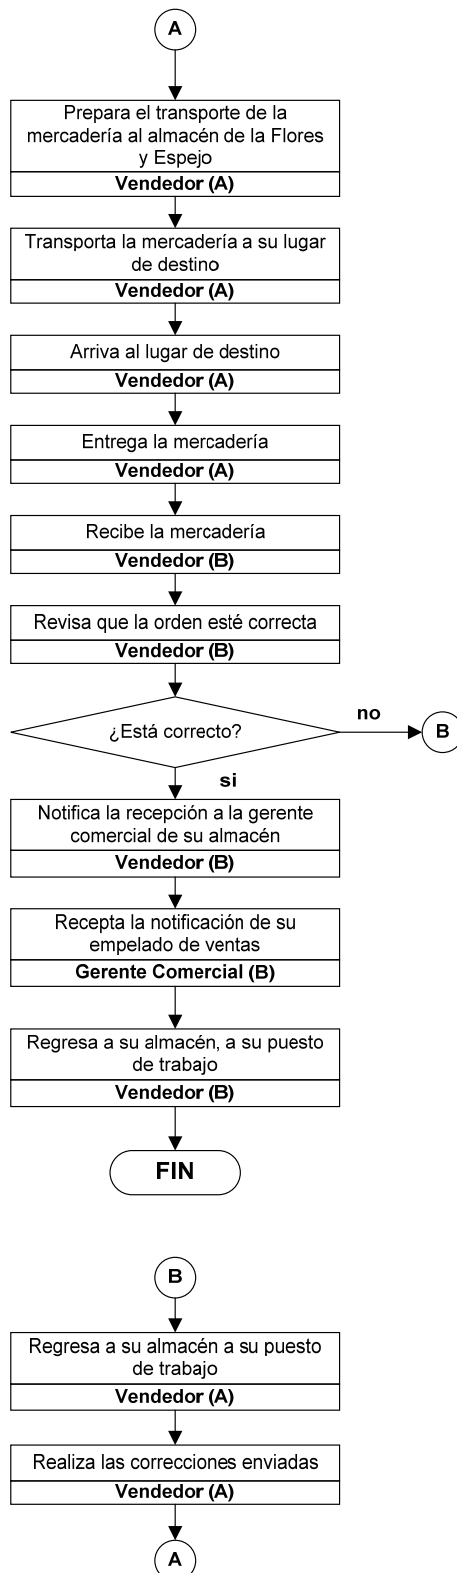 A
Prepara el transporte de la
mercadería al almacén de la Flores
y Espejo
Vendedor (A)
Transporta la mercadería a su lugar
de destino
Vendedor (A)
Arriva al lugar de destino
Vendedor (A)
Entrega la mercadería
Vendedor (A)
Recibe la mercadería
Vendedor (B)
Revisa que la orden esté correcta
Vendedor (B)
¿Está correcto?
no
B
si
Notifica la recepción a la gerente
comercial de su almacén
Vendedor (B)
Recepta la notificación de su
empelado de ventas
Gerente Comercial (B)
Regresa a su almacén, a su puesto
de trabajo
Vendedor (B)
FIN
B
Regresa a su almacén a su puesto
de trabajo
Vendedor (A)
Realiza las correcciones enviadas
Vendedor (A)
A